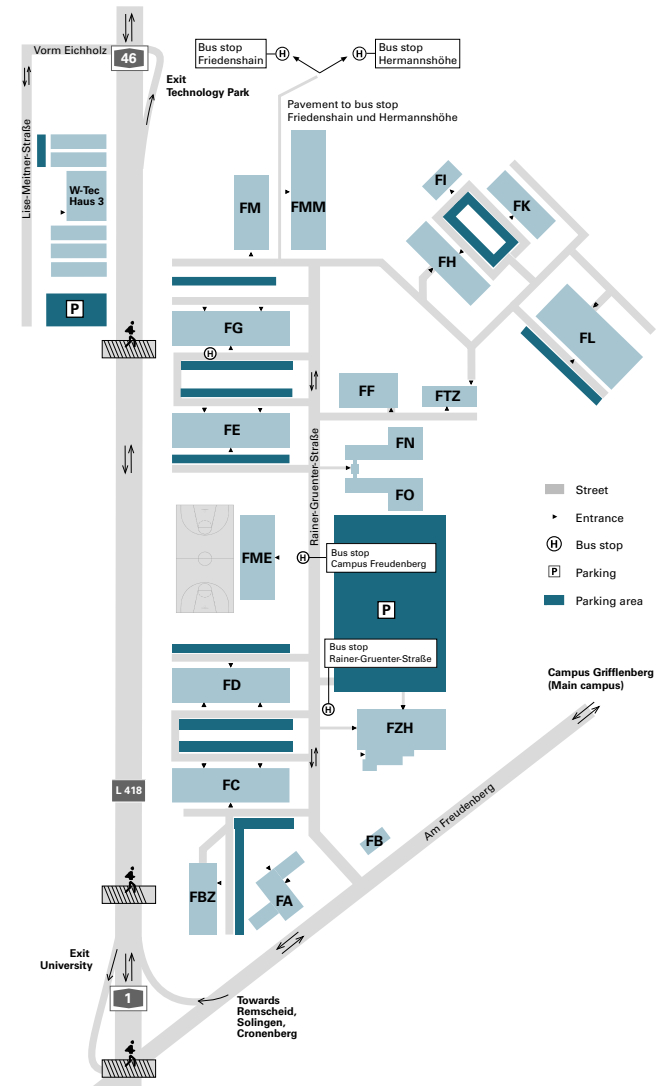 Bus stop
Friedenshain
H
H
Bus stop
Hermannshöhe
Vorm Eichholz
46
Exit
Technology Park
Pavement to bus stop
Friedenshain und Hermannshöhe
Lise-Meitner-Straße
W-Tec
Haus 3
FM
FMM
FI
FK
FH
P
FG
H
FL
FF
FTZ
FE
Rainer-Gruenter-Straße
FN
FO
Street
Entrance
H
Bus stop
P
Parking
Parking area
FME
H
Bus stop
Campus Freudenberg
P
Bus stop
Rainer-Gruenter-Straße
Campus Grifflenberg
(Main campus)
FD
H
FZH
L 418
FC
Am Freudenberg
FB
FBZ
FA
Exit
University
1
Towards
Remscheid,
Solingen,
Cronenberg